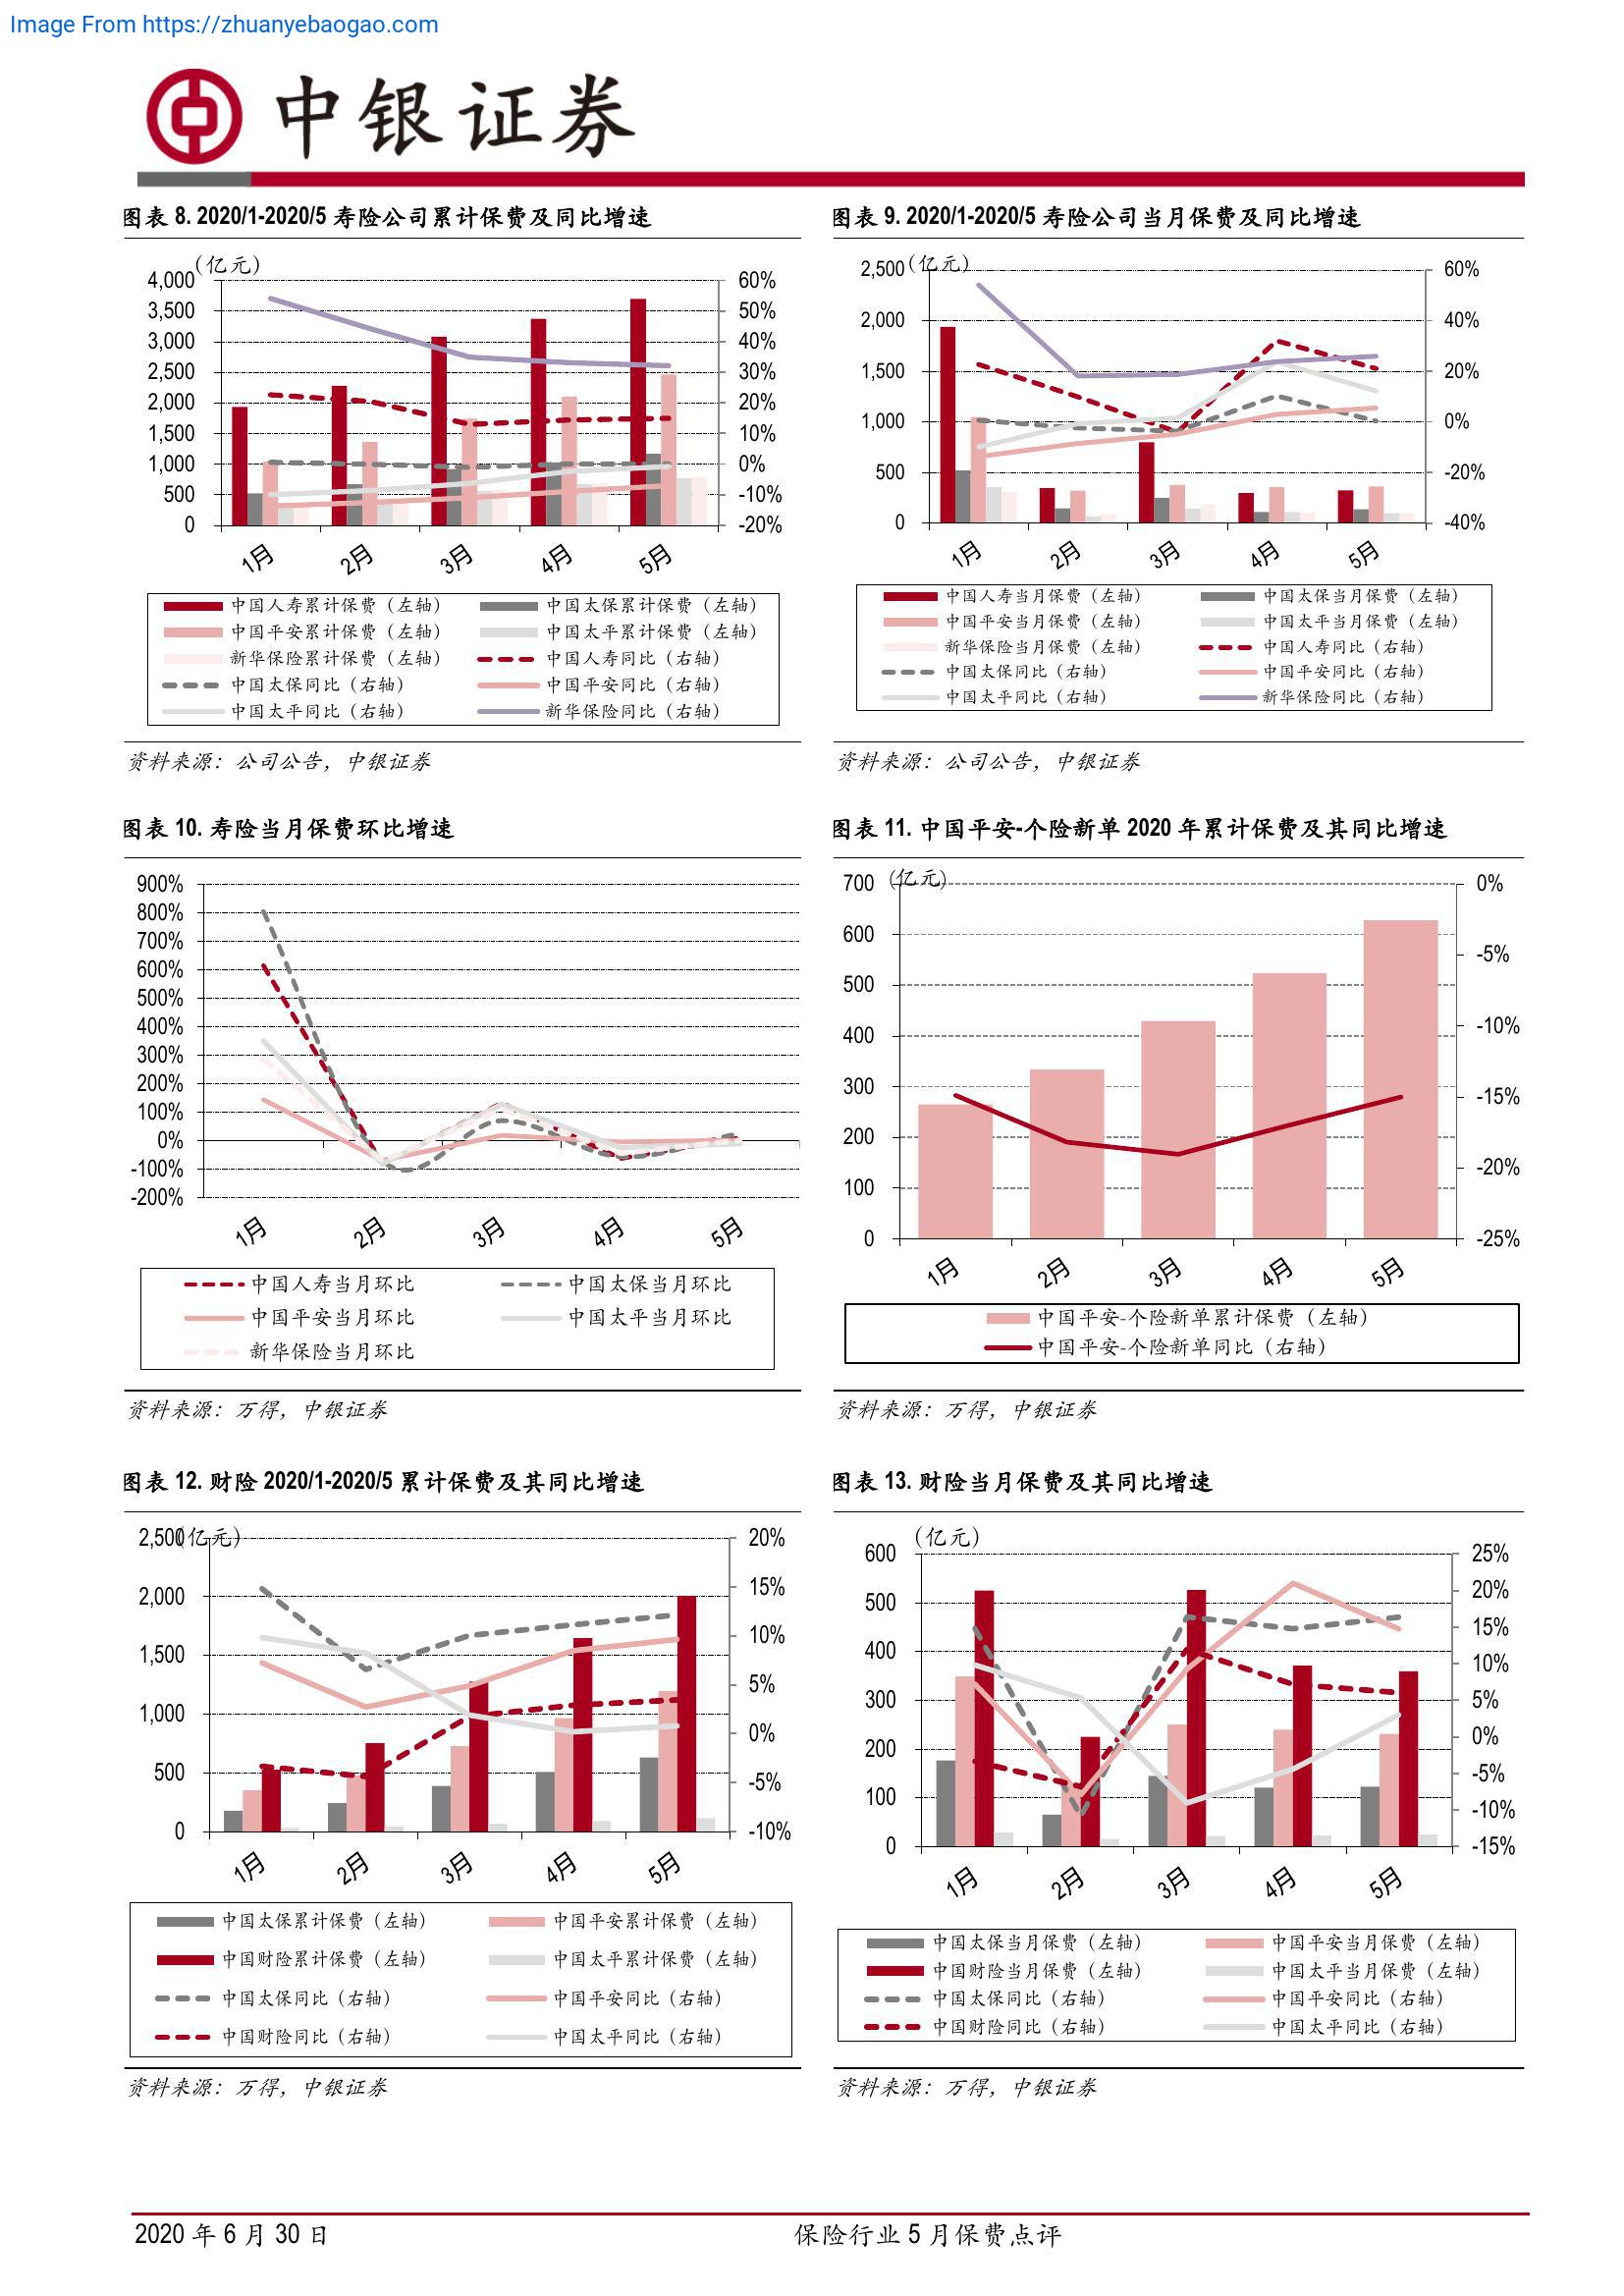 Image From https://zhuanyebaogao.com
中银证券
图表 8. 2020/1-2020/5 寿险公司累计保费及同比增速
(亿元)
4,000
3,500
3,000
2,500
2,000
1,500
1,000
500
0
60%
50%
40%
30%
20%
10%
0%
-10%
-20%
1月 2月 3月 4月 5月
中国人寿累计保费（左轴） 中国太保累计保费（左轴）
中国平安累计保费（左轴） 中国太平累计保费（左轴）
新华保险累计保费（左轴） 中国人寿同比（右轴）
中国太保同比（右轴） 中国平安同比（右轴）
中国太平同比（右轴） 新华保险同比（右轴）
资料来源：公司公告，中银证券
图表 9. 2020/1-2020/5 寿险公司当月保费及同比增速
(亿元)
2,500
2,000
1,500
1,000
500
0
60%
40%
20%
0%
-20%
-40%
1月 2月 3月 4月 5月
中国人寿当月保费（左轴） 中国太保当月保费（左轴）
中国平安当月保费（左轴） 中国太平当月保费（左轴）
新华保险当月保费（左轴） 中国人寿同比（右轴）
中国太保同比（右轴） 中国平安同比（右轴）
中国太平同比（右轴） 新华保险同比（右轴）
资料来源：公司公告，中银证券
图表 10. 寿险当月保费环比增速
900%
800%
700%
600%
500%
400%
300%
200%
100%
0%
-100%
-200%
1月 2月 3月 4月 5月
中国人寿当月环比 中国太保当月环比
中国平安当月环比 中国太平当月环比
新华保险当月环比
资料来源：万得，中银证券
图表 11. 中国平安-个险新单 2020 年累计保费及其同比增速
(亿元)
700
600
500
400
300
200
100
0
0%
-5%
-10%
-15%
-20%
-25%
1月 2月 3月 4月 5月
中国平安-个险新单累计保费（左轴）
中国平安-个险新单同比（右轴）
资料来源：万得，中银证券
图表 12. 财险 2020/1-2020/5 累计保费及其同比增速
(亿元)
2,500
2,000
1,500
1,000
500
0
20%
15%
10%
5%
0%
-5%
-10%
1月 2月 3月 4月 5月
中国太保累计保费（左轴） 中国平安累计保费（左轴）
中国财险累计保费（左轴） 中国太平累计保费（左轴）
中国太保同比（右轴） 中国平安同比（右轴）
中国财险同比（右轴） 中国太平同比（右轴）
资料来源：万得，中银证券
图表 13. 财险当月保费及其同比增速
(亿元)
600
500
400
300
200
100
0
25%
20%
15%
10%
5%
0%
-5%
-10%
-15%
1月 2月 3月 4月 5月
中国太保当月保费（左轴） 中国平安当月保费（左轴）
中国财险当月保费（左轴） 中国太平当月保费（左轴）
中国太保同比（右轴） 中国平安同比（右轴）
中国财险同比（右轴） 中国太平同比（右轴）
资料来源：万得，中银证券
2020 年 6 月 30 日 保险行业 5 月保费点评